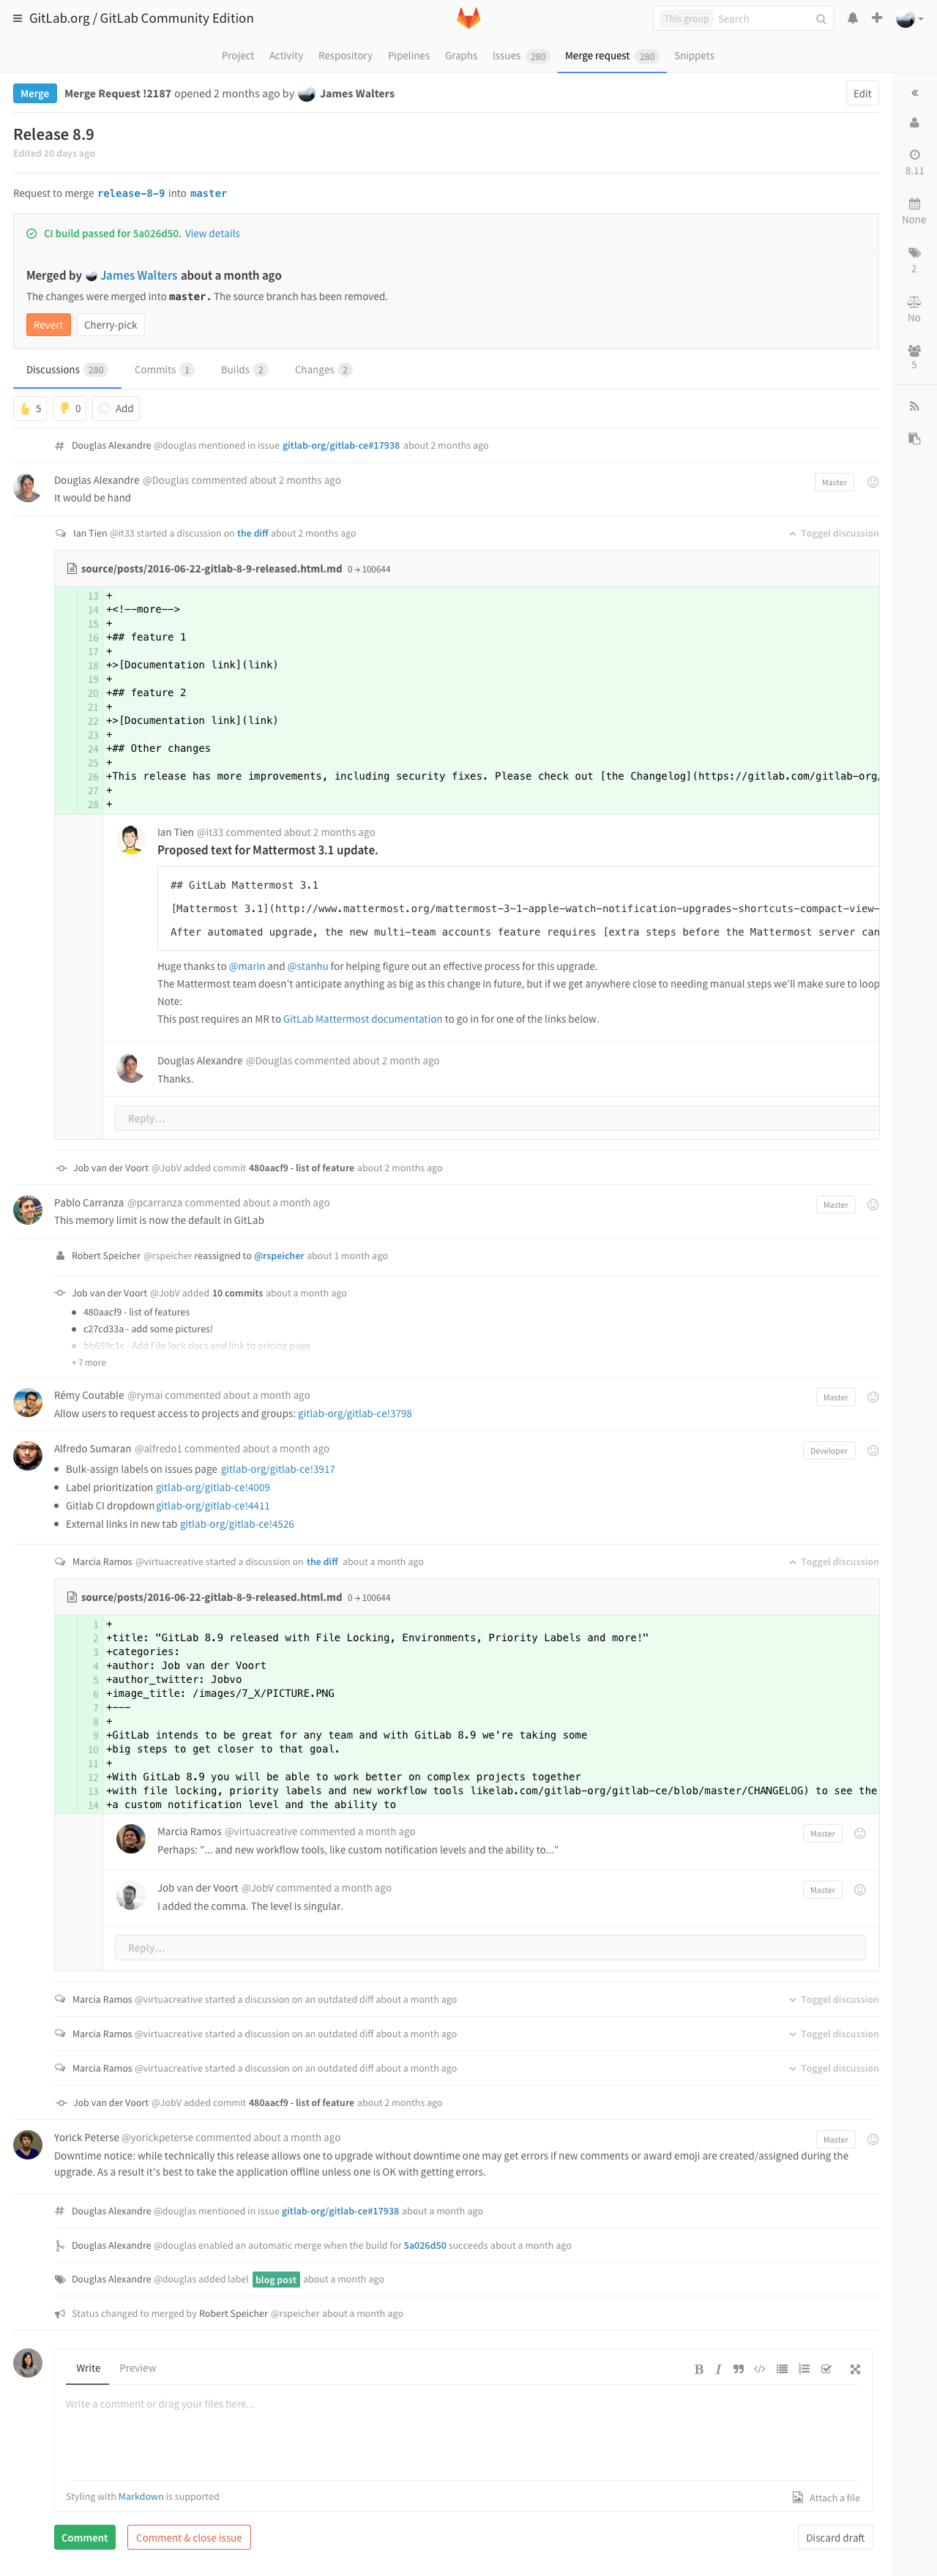 GitLab.org / GitLab Community Edition
This group Search
Project Activity Respository Pipelines Graphs Issues 280 Merge request 280 Snippets
Merge Merge Request !2187 opened 2 months ago by James Walters Edit
Release 8.9
Edited 20 days ago
8.11
None
2
No
5
Request to merge release-8-9 into master
CI build passed for 5a026d50. View details
Merged by James Walters about a month ago
The changes were merged into master. The source branch has been removed.
Revert Cherry-pick
Discussions 280 Commits 1 Builds 2 Changes 2
5 0 Add
Douglas Alexandre @douglas mentioned in issue gitlab-org/gitlab-ce#17938 about 2 months ago
Douglas Alexandre @Douglas commented about 2 months ago Master
It would be hand
Ian Tien @it33 started a discussion on the diff about 2 months ago Toggel discussion
source/posts/2016-06-22-gitlab-8-9-released.html.md 0 → 100644
13 +
14 +<!--more-->
15 +
16 +## feature 1
17 +
18 +>[Documentation link](link)
19 +
20 +## feature 2
21 +
22 +>[Documentation link](link)
23 +
24 +## Other changes
25 +
26 +This release has more improvements, including security fixes. Please check out [the Changelog](https://gitlab.com/gitlab-org/
27 +
28 +
Ian Tien @it33 commented about 2 months ago
Proposed text for Mattermost 3.1 update.
## GitLab Mattermost 3.1
[Mattermost 3.1](http://www.mattermost.org/mattermost-3-1-apple-watch-notification-upgrades-shortcuts-compact-view-
After automated upgrade, the new multi-team accounts feature requires [extra steps before the Mattermost server can
Huge thanks to @marin and @stanhu for helping figure out an effective process for this upgrade.
The Mattermost team doesn't anticipate anything as big as this change in future, but if we get anywhere close to needing manual steps we'll make sure to loop
Note:
This post requires an MR to GitLab Mattermost documentation to go in for one of the links below.
Douglas Alexandre @Douglas commented about 2 month ago
Thanks.
Reply...
Job van der Voort @JobV added commit 480aacf9 - list of feature about 2 months ago
Pablo Carranza @pcarranza commented about a month ago Master
This memory limit is now the default in GitLab
Robert Speicher @rspeicher reassigned to @rspeicher about 1 month ago
Job van der Voort @JobV added 10 commits about a month ago
480aacf9 - list of features
c27cd33a - add some pictures!
bb659c1c - Add File lock docs and link to pricing page
+ 7 more
Rémy Coutable @rymai commented about a month ago Master
Allow users to request access to projects and groups: gitlab-org/gitlab-ce!3798
Alfredo Sumaran @alfredo1 commented about a month ago Developer
Bulk-assign labels on issues page gitlab-org/gitlab-ce!3917
Label prioritization gitlab-org/gitlab-ce!4009
Gitlab CI dropdown gitlab-org/gitlab-ce!4411
External links in new tab gitlab-org/gitlab-ce!4526
Marcia Ramos @virtuacreative started a discussion on the diff about a month ago Toggel discussion
source/posts/2016-06-22-gitlab-8-9-released.html.md 0 → 100644
1 +
2 +title: "GitLab 8.9 released with File Locking, Environments, Priority Labels and more!"
3 +categories:
4 +author: Job van der Voort
5 +author_twitter: Jobvo
6 +image_title: /images/7_X/PICTURE.PNG
7 +---
8 +
9 +GitLab intends to be great for any team and with GitLab 8.9 we're taking some
10 +big steps to get closer to that goal.
11 +
12 +With GitLab 8.9 you will be able to work better on complex projects together
13 +with file locking, priority labels and new workflow tools likelab.com/gitlab-org/gitlab-ce/blob/master/CHANGELOG) to see the
14 +a custom notification level and the ability to
Marcia Ramos @virtuacreative commented a month ago Master
Perhaps: "... and new workflow tools, like custom notification levels and the ability to..."
Job van der Voort @JobV commented a month ago Master
I added the comma. The level is singular.
Reply...
Marcia Ramos @virtuacreative started a discussion on an outdated diff about a month ago Toggel discussion
Marcia Ramos @virtuacreative started a discussion on an outdated diff about a month ago Toggel discussion
Marcia Ramos @virtuacreative started a discussion on an outdated diff about a month ago Toggel discussion
Job van der Voort @JobV added commit 480aacf9 - list of feature about 2 months ago
Yorick Peterse @yorickpeterse commented about a month ago Master
Downtime notice: while technically this release allows one to upgrade without downtime one may get errors if new comments or award emoji are created/assigned during the
upgrade. As a result it's best to take the application offline unless one is OK with getting errors.
Douglas Alexandre @douglas mentioned in issue gitlab-org/gitlab-ce#17938 about a month ago
Douglas Alexandre @douglas enabled an automatic merge when the build for 5a026d50 succeeds about a month ago
Douglas Alexandre @douglas added label blog post about a month ago
Status changed to merged by Robert Speicher @rspeicher about a month ago
Write Preview B I
Write a comment or drag your files here...
Styling with Markdown is supported Attach a file
Comment Comment & close issue Discard draft